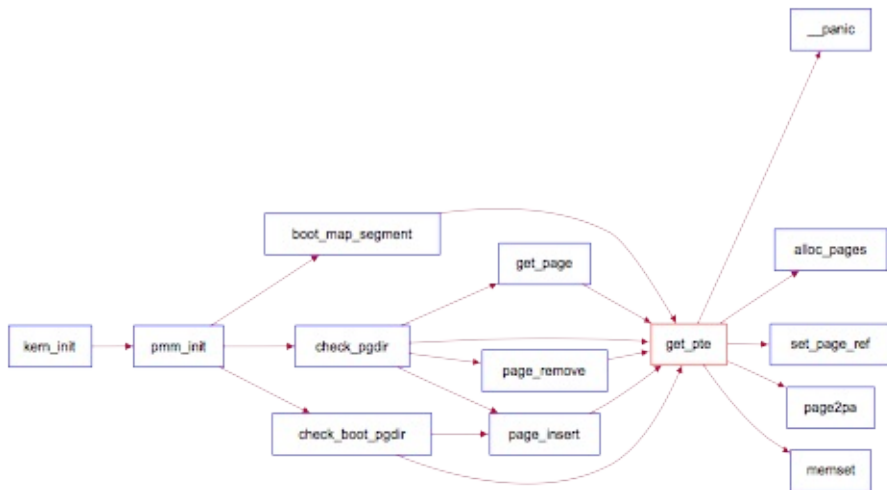 __panic
boot_map_segment
alloc_pages
get_page
kern_init
pmm_init
check_pgdir
get_pte
set_page_ref
page_remove
page2pa
check_boot_pgdir
page_insert
memset